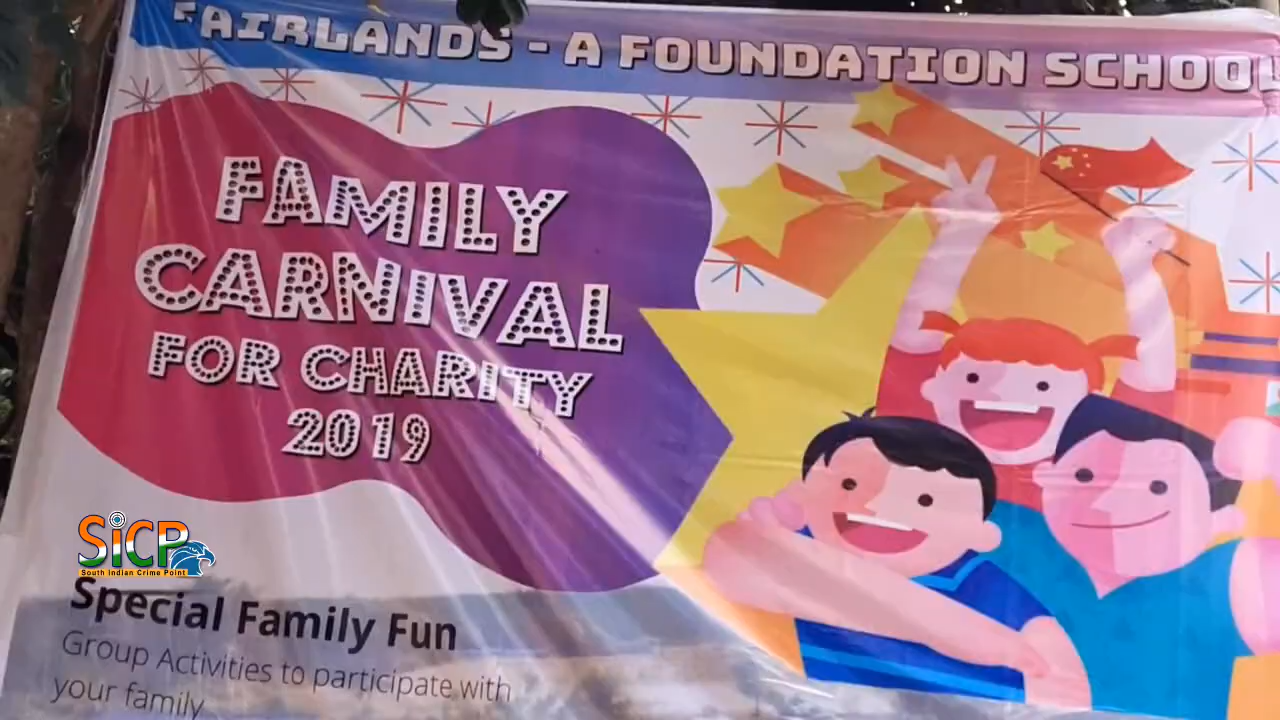 FAIRLANDS - A FOUNDATION SCHOOL
FAMILY
CARNIVAL
FOR CHARITY
2019
SiCP
South Indian Crime Point
Special Family Fun
Group Activities to participate with
your family